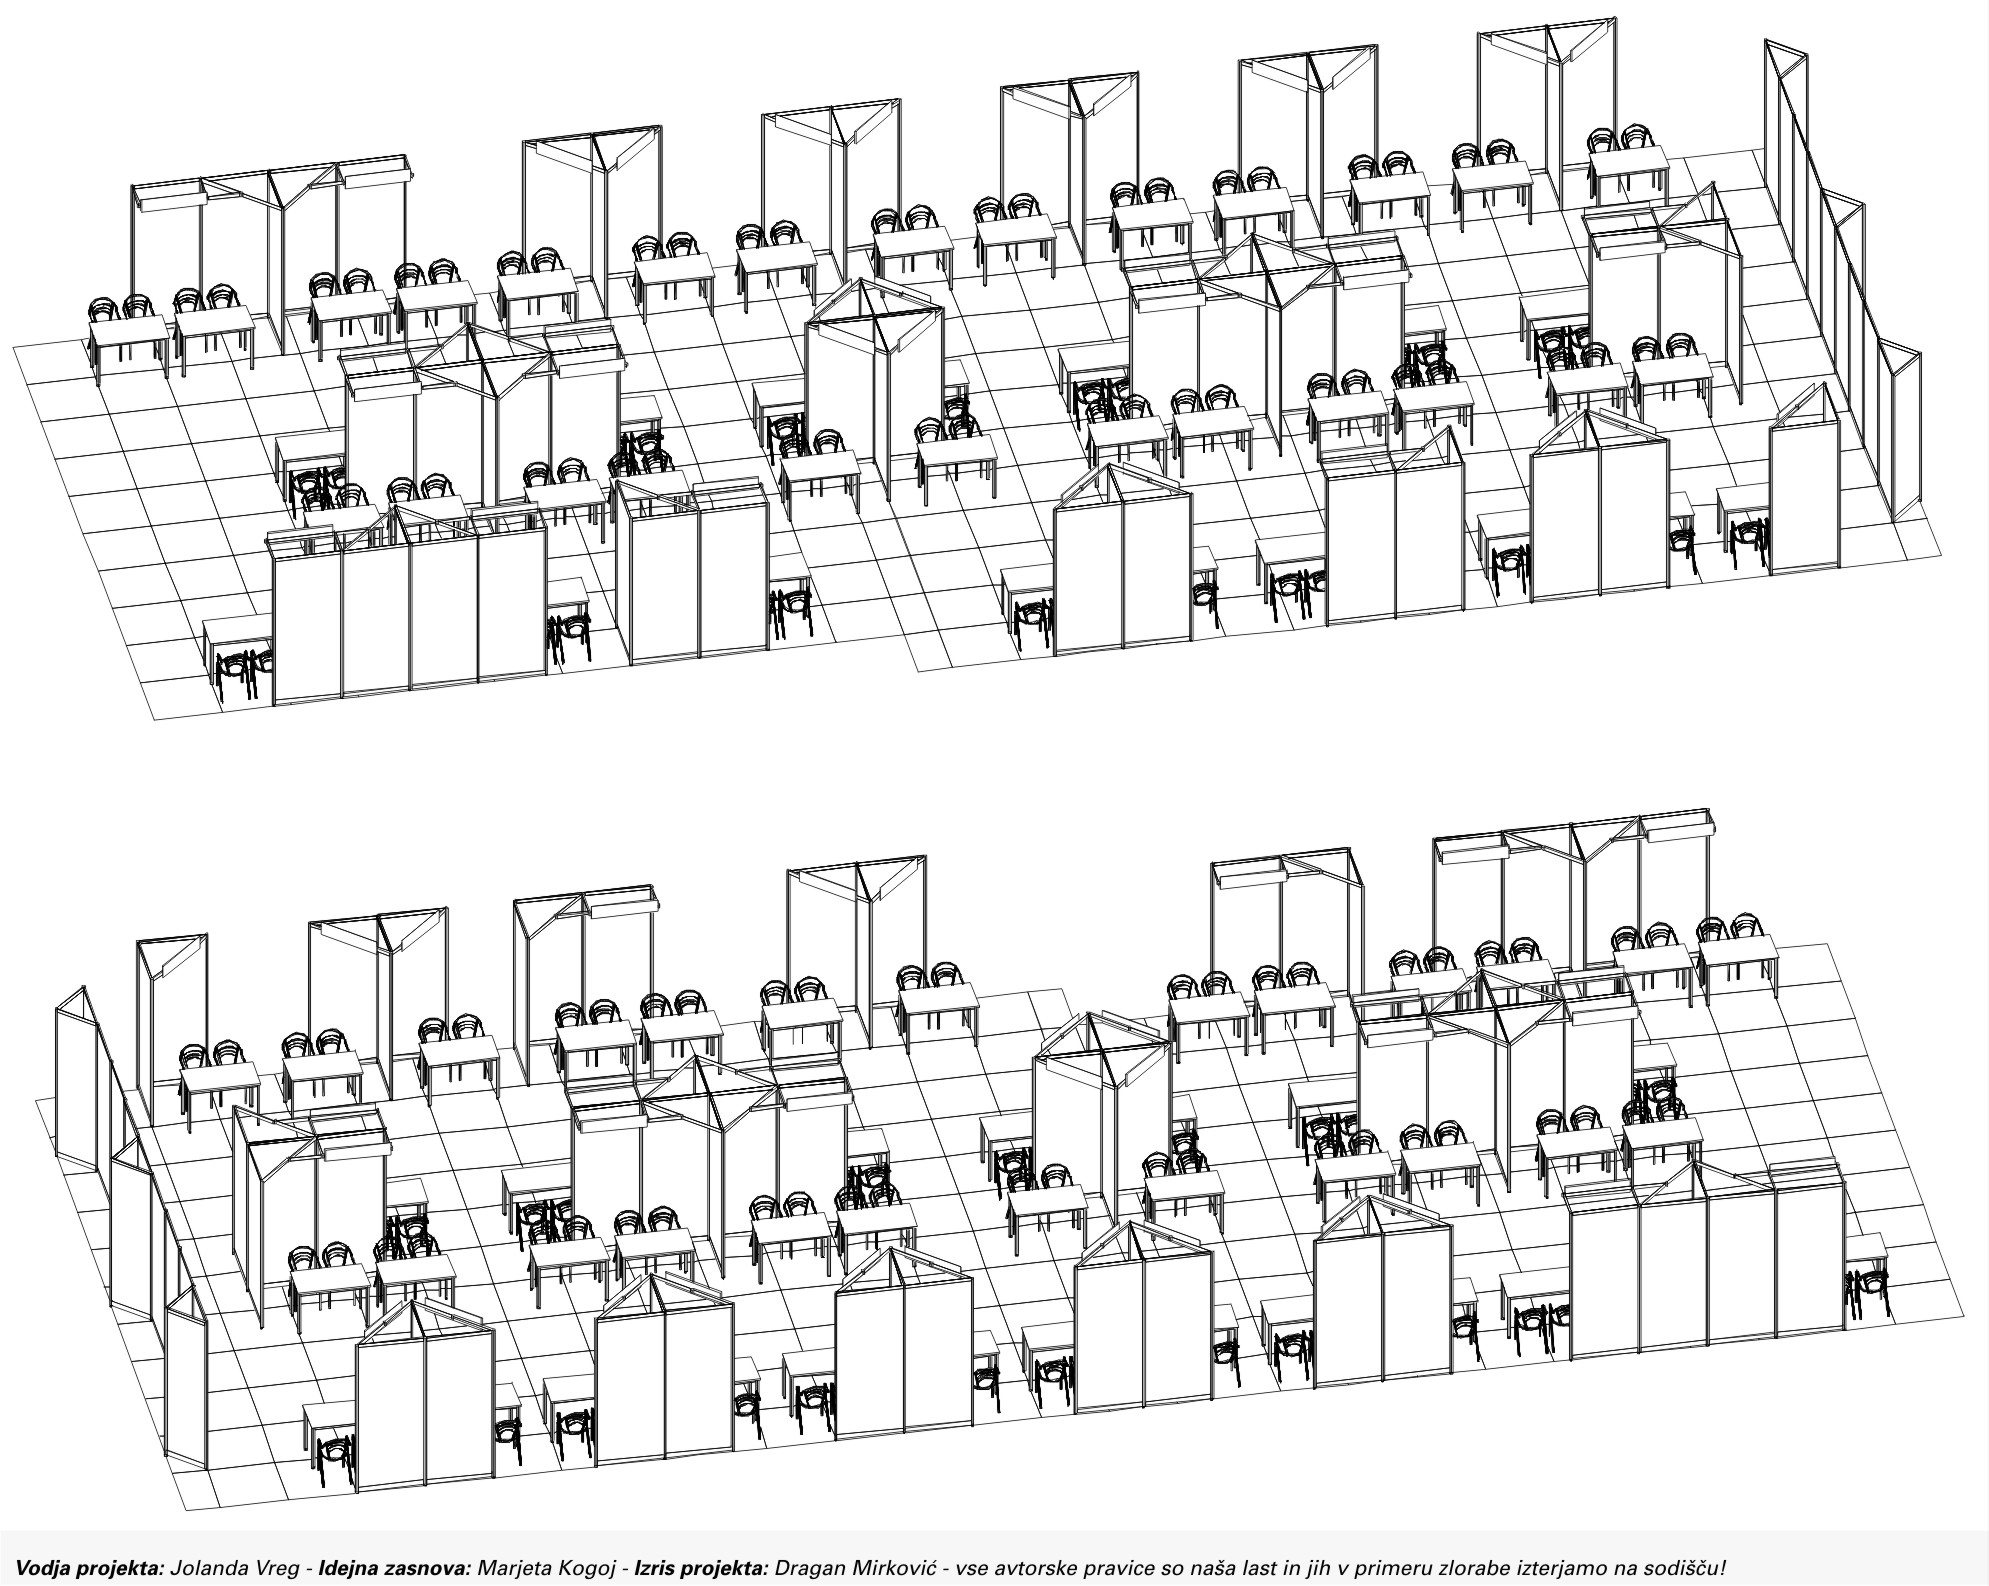 Vodja projekta: Jolanda Vreg - Idejna zasnova: Marjeta Kogoj - Izris projekta: Dragan Mirković - vse avtorske pravice so naša last in jih v primeru zlorabe izterjamo na sodišču!